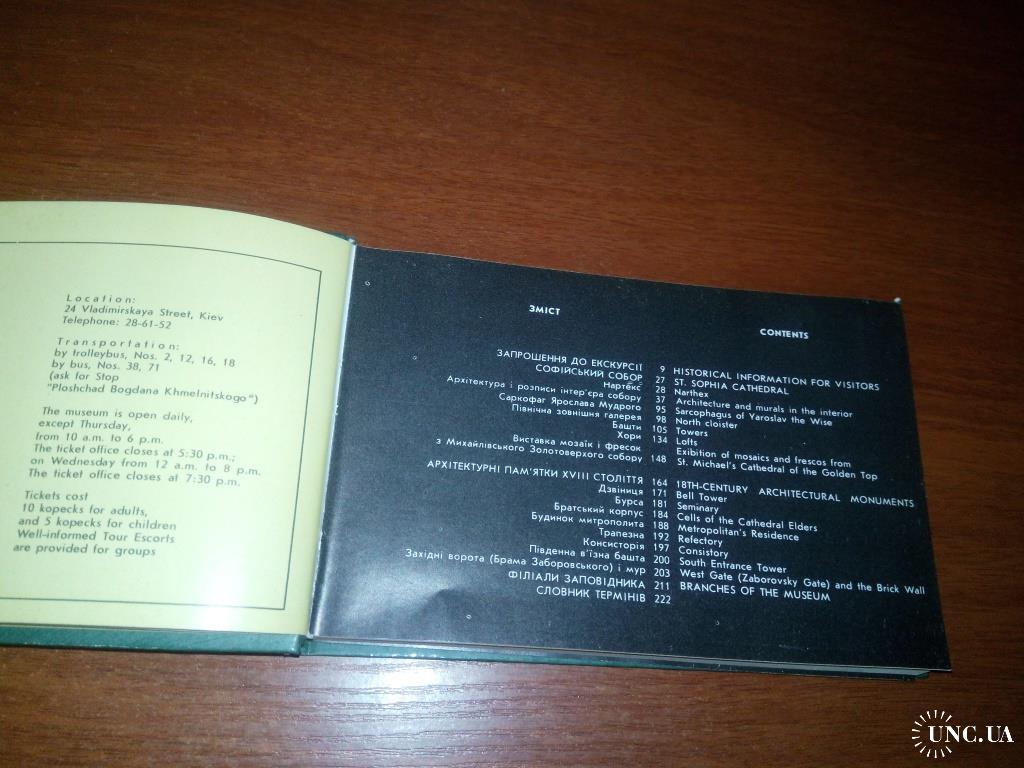 Location:
24 Vladimirskaya Street, Kiev
Telephone: 28-61-52
Transportation:
by trolleybus, Nos. 2, 12, 16, 18
by bus, Nos. 38, 71
(ask for Stop
"Ploshchad Bogdana Khmelnitskogo")
The museum is open daily,
except Thursday,
from 10 a.m. to 6 p.m.
The ticket office closes at 5:30 p.m.;
on Wednesday from 12 a.m. to 8 p.m.
The ticket office closes at 7:30 p.m.
Tickets cost
10 kopecks for adults,
and 5 kopecks for children
Well-informed Tour Escorts
are provided for groups
ЗМІСТ
CONTENTS
ЗАПРОШЕННЯ ДО ЕКСКУРСІЇ 9 HISTORICAL INFORMATION FOR VISITORS
СОФІЙСЬКИЙ СОБОР 27 ST. SOPHIA CATHEDRAL
Нартекс 28 Narthex
Архітектура і розписи інтер'єра собору 37 Architecture and murals in the interior
Саркофаг Ярослава Мудрого 95 Sarcophagus of Yaroslav the Wise
Північна зовнішня галерея 98 North cloister
Башти 105 Towers
Хори 134 Lofts
Виставка мозаїк і фресок Exibition of mosaics and frescos from
з Михайлівського Золотоверхого собору 148 St. Michael's Cathedral of the Golden Top
АРХІТЕКТУРНІ ПАМ'ЯТКИ XVIII СТОЛІТТЯ 164 18TH-CENTURY ARCHITECTURAL MONUMENTS
Дзвіниця 171 Bell Tower
Бурса 181 Seminary
Братський корпус 184 Cells of the Cathedral Elders
Будинок митрополита 188 Metropolitan's Residence
Трапезна 192 Refectory
Консисторія 197 Consistory
Південна в'їзна башта 200 South Entrance Tower
Західні ворота (Брама Заборовського) і мур 203 West Gate (Zaborovsky Gate) and the Brick Wall
ФІЛІАЛИ ЗАПОВІДНИКА 211 BRANCHES OF THE MUSEUM
СЛОВНИК ТЕРМІНІВ 222
UNC.UA